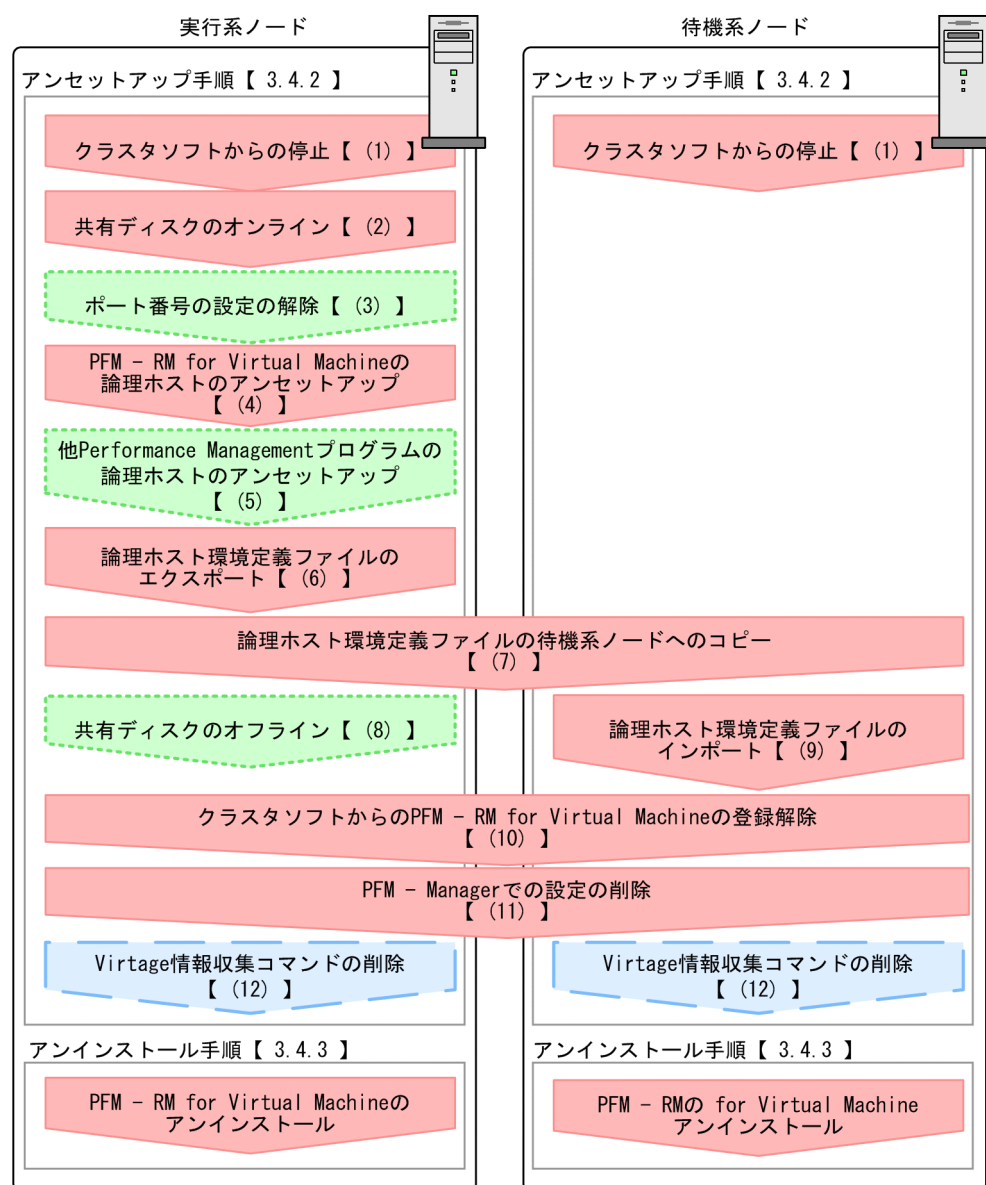 実行系ノード
待機系ノード
アンセットアップ手順【 3.4.2 】
アンセットアップ手順【 3.4.2 】
クラスタソフトからの停止【 (1) 】
クラスタソフトからの停止【 (1) 】
共有ディスクのオンライン【 (2) 】
ポート番号の設定の解除【 (3) 】
PFM − RM for Virtual Machineの
論理ホストのアンセットアップ
【 (4) 】
他Performance Managementプログラムの
論理ホストのアンセットアップ
【 (5) 】
論理ホスト環境定義ファイルの
エクスポート【 (6) 】
論理ホスト環境定義ファイルの待機系ノードへのコピー
【 (7) 】
共有ディスクのオフライン【 (8) 】
論理ホスト環境定義ファイルの
インポート【 (9) 】
クラスタソフトからのPFM − RM for Virtual Machineの登録解除
【 (10) 】
PFM − Managerでの設定の削除
【 (11) 】
Virtage情報収集コマンドの削除
【 (12) 】
Virtage情報収集コマンドの削除
【 (12) 】
アンインストール手順【 3.4.3 】
アンインストール手順【 3.4.3 】
PFM − RM for Virtual Machineの
アンインストール
PFM − RMの for Virtual Machine
アンインストール